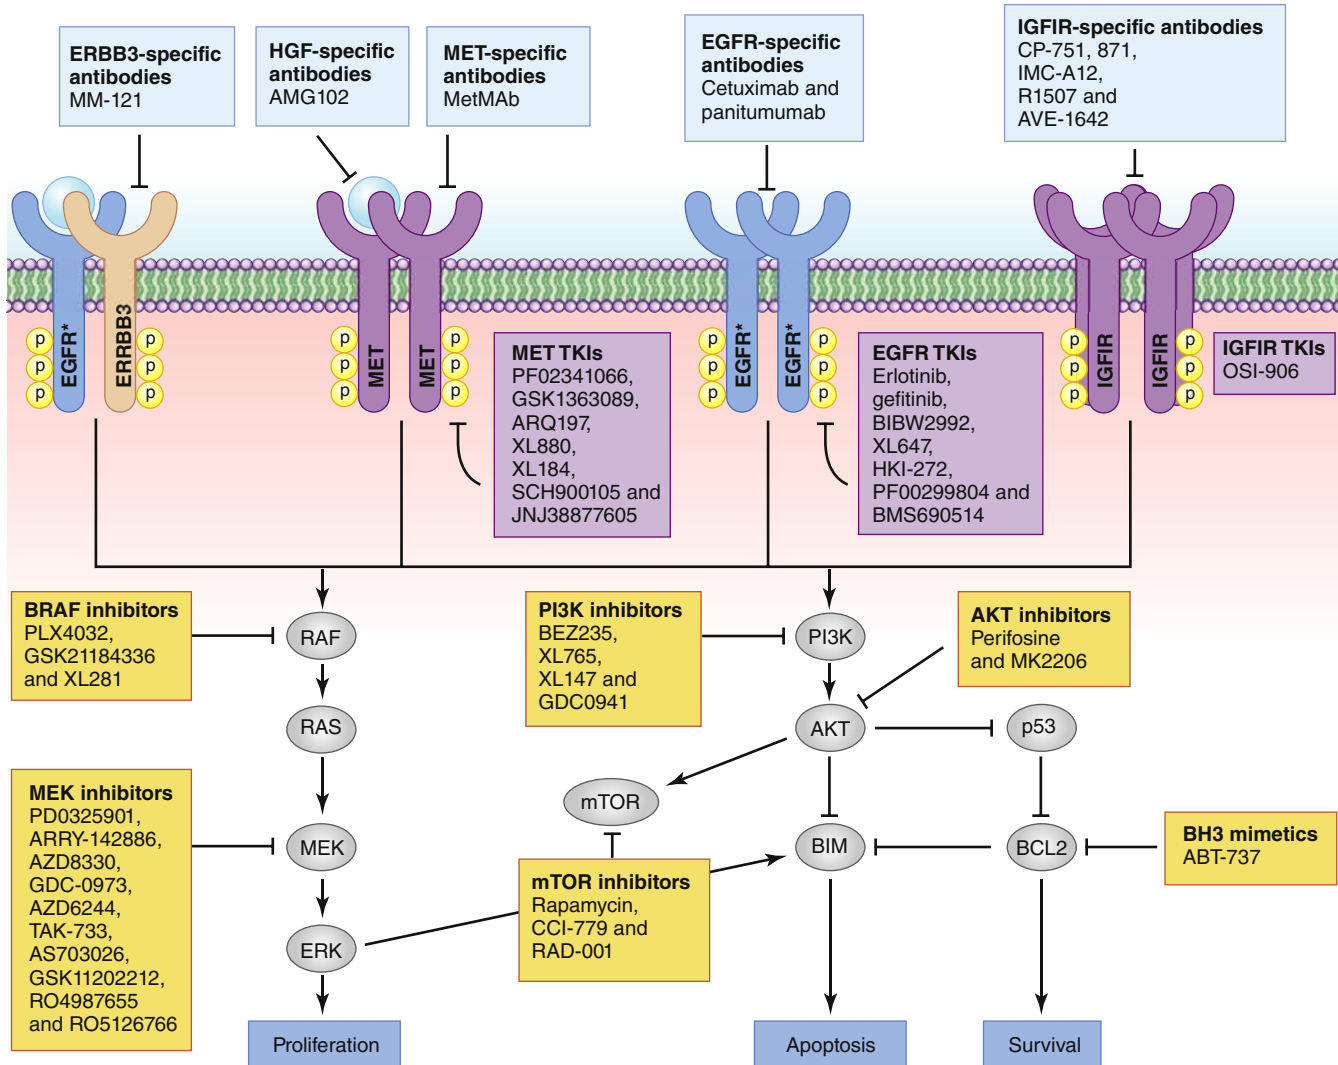 ERBB3-specific
antibodies
MM-121
HGF-specific
antibodies
AMG102
MET-specific
antibodies
MetMAb
EGFR-specific
antibodies
Cetuximab and
panitumumab
IGFIR-specific antibodies
CP-751, 871,
IMC-A12,
R1507 and
AVE-1642
EGFR*
ERRBB3
p
p
p
p
p
p
MET
MET
p
p
p
p
p
p
EGFR*
EGFR*
p
p
p
p
p
p
IGFIR
IGFIR
p
p
p
p
p
p
MET TKIs
PF02341066,
GSK1363089,
ARQ197,
XL880,
XL184,
SCH900105 and
JNJ38877605
EGFR TKIs
Erlotinib,
gefitinib,
BIBW2992,
XL647,
HKI-272,
PF00299804 and
BMS690514
IGFIR TKIs
OSI-906
BRAF inhibitors
PLX4032,
GSK21184336
and XL281
RAF
PI3K inhibitors
BEZ235,
XL765,
XL147 and
GDC0941
PI3K
AKT inhibitors
Perifosine
and MK2206
RAS
AKT
p53
mTOR
MEK inhibitors
PD0325901,
ARRY-142886,
AZD8330,
GDC-0973,
AZD6244,
TAK-733,
AS703026,
GSK11202212,
RO4987655
and RO5126766
MEK
BIM
BCL2
BH3 mimetics
ABT-737
mTOR inhibitors
Rapamycin,
CCI-779 and
RAD-001
ERK
Proliferation
Apoptosis
Survival